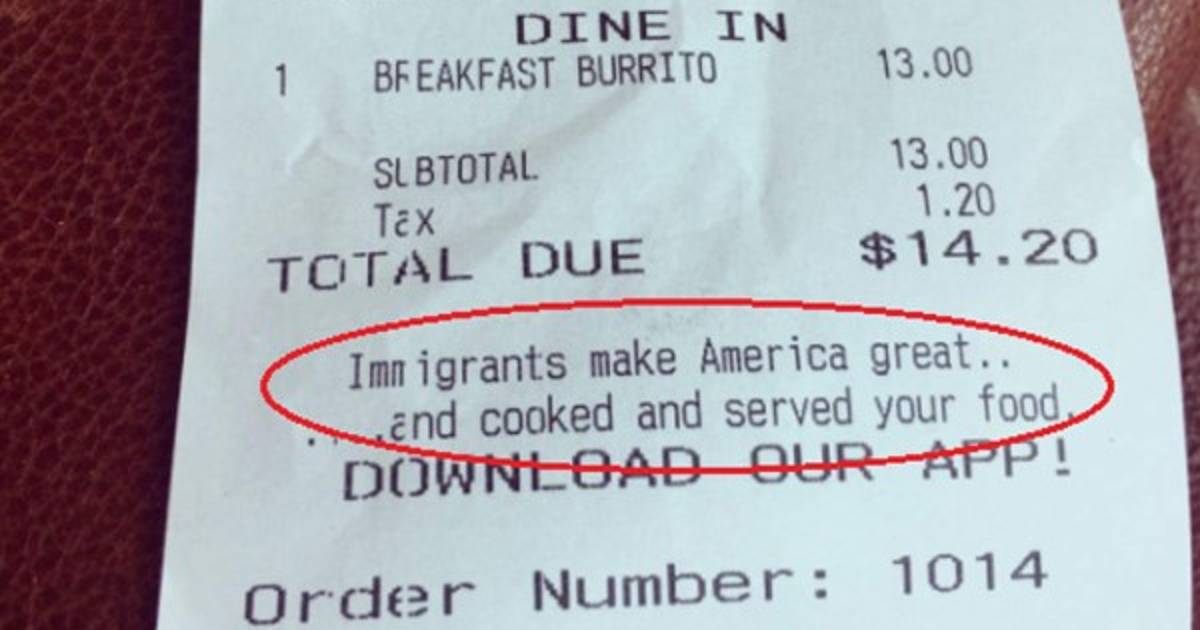 DINE IN
1 BREAKFAST BURRITO 13.00
SUBTOTAL 13.00
Tax 1.20
TOTAL DUE $14.20
Immigrants make America great..
....and cooked and served your food.
DOWNLOAD OUR APP!
Order Number: 1014